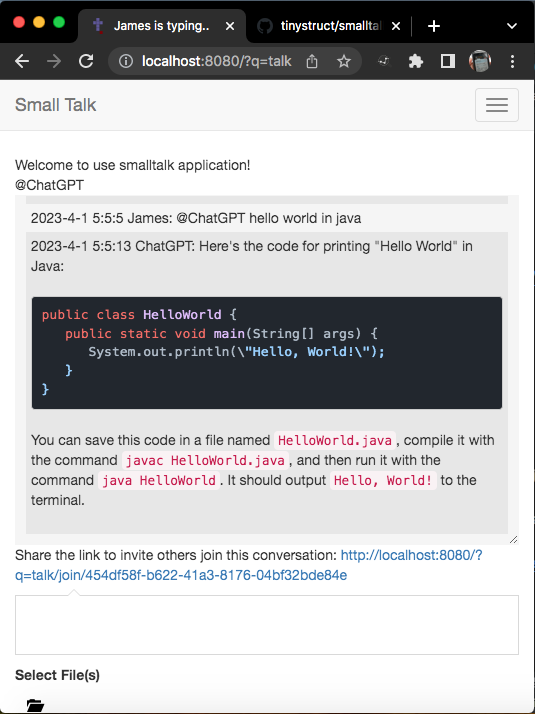 James is typing..
tinystruct/smalltal
localhost:8080/?q=talk
Small Talk
Welcome to use smalltalk application!
@ChatGPT
2023-4-1 5:5:5 James: @ChatGPT hello world in java
2023-4-1 5:5:13 ChatGPT: Here's the code for printing "Hello World" in
Java:
public class HelloWorld {
   public static void main(String[] args) {
      System.out.println(\"Hello, World!\");
   }
}
You can save this code in a file named HelloWorld.java, compile it with
the command javac HelloWorld.java, and then run it with the
command java HelloWorld. It should output Hello, World! to the
terminal.
Share the link to invite others join this conversation: http://localhost:8080/?
q=talk/join/454df58f-b622-41a3-8176-04bf32bde84e
Select File(s)